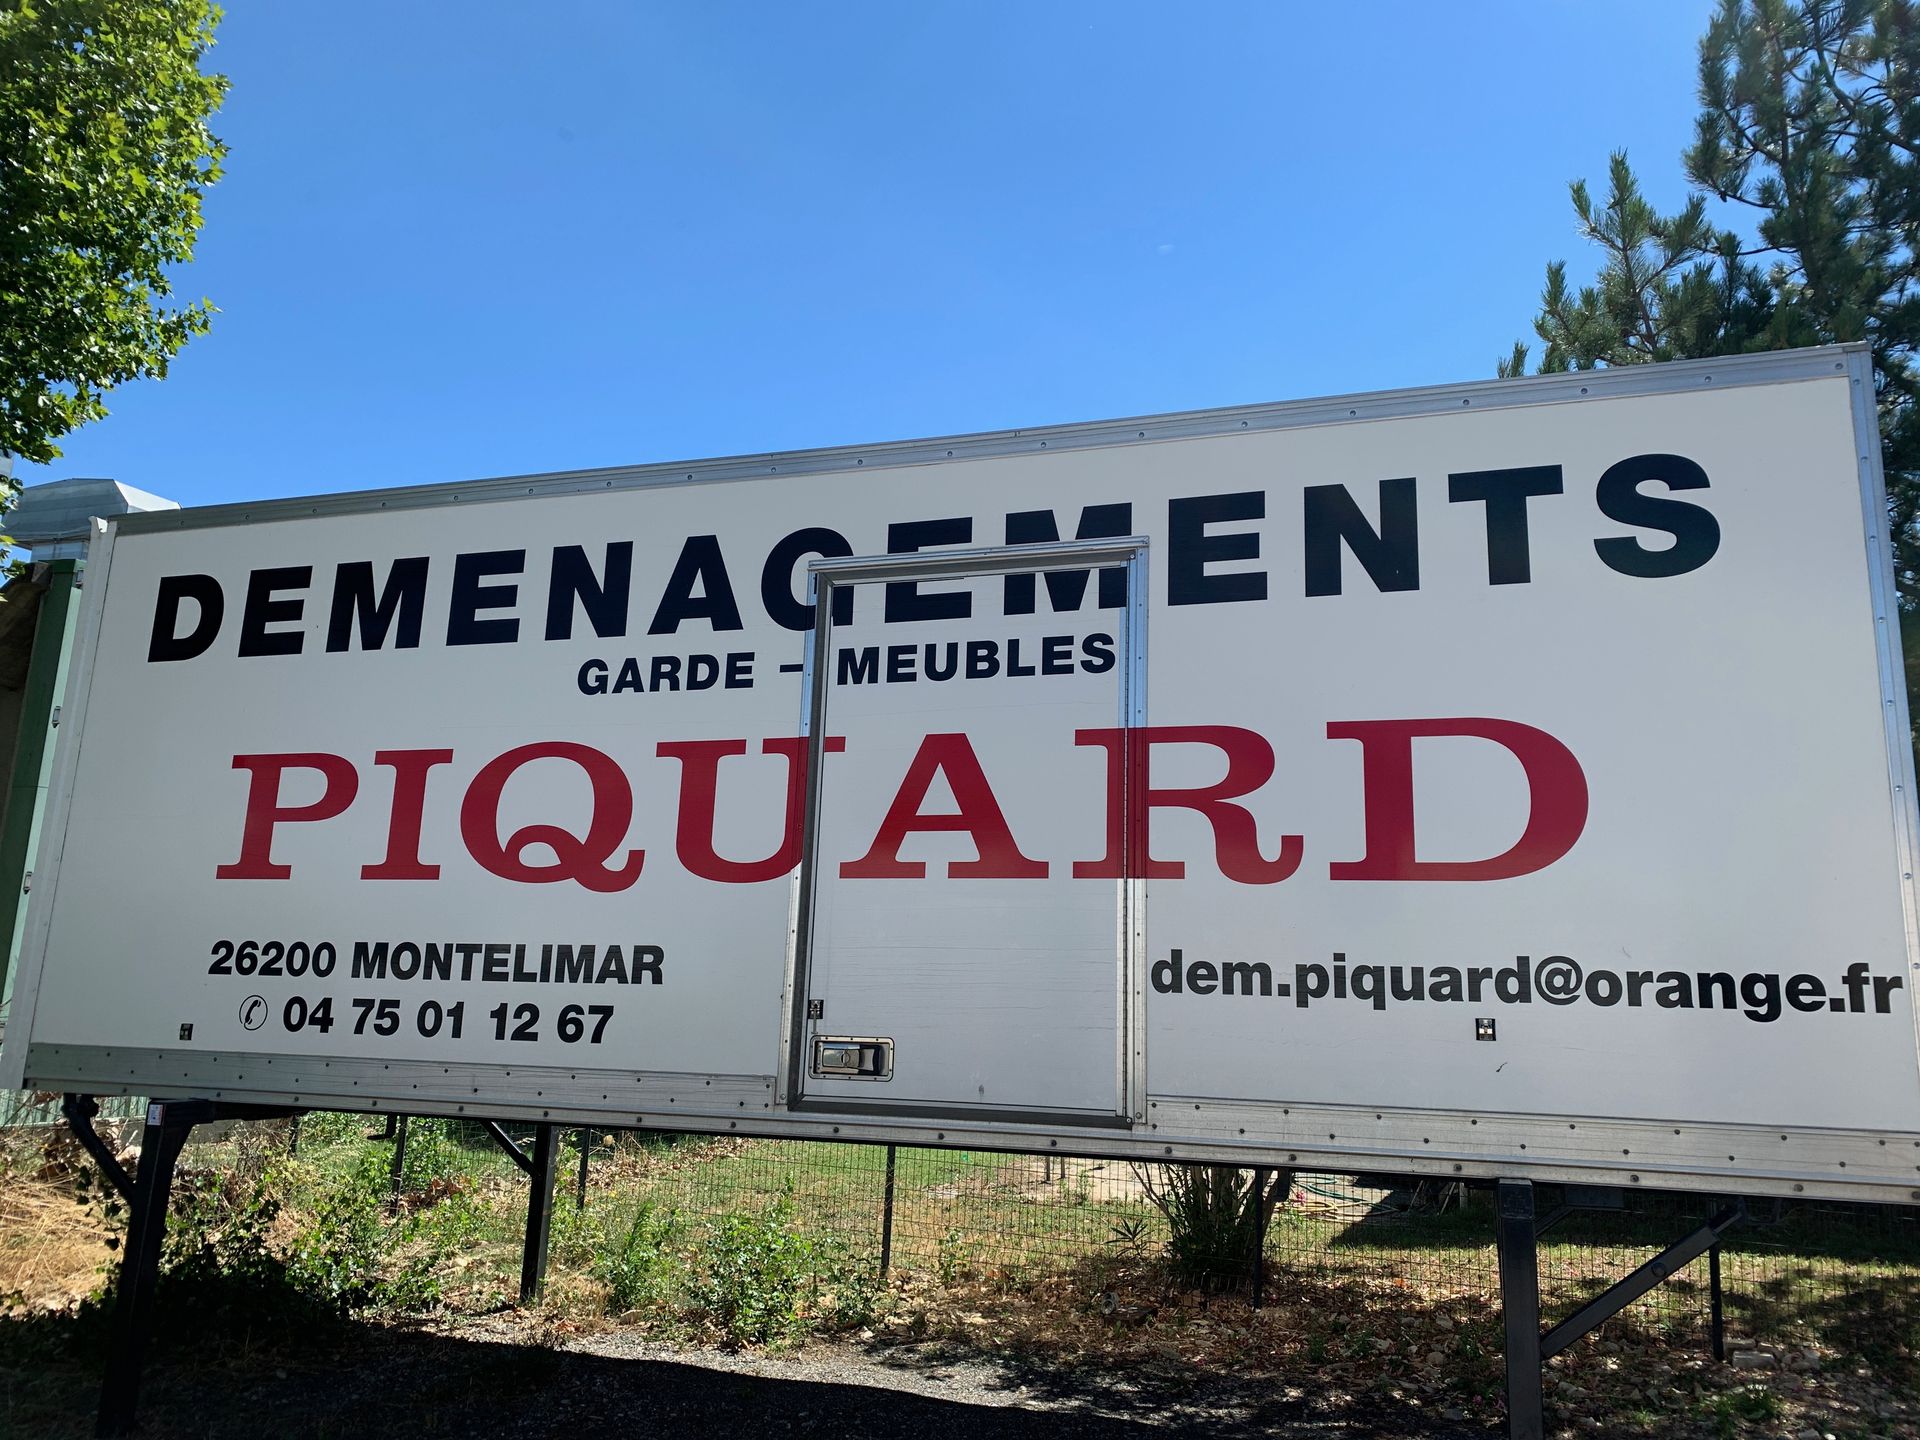 DEMENAGEMENTS
GARDE - MEUBLES
PIQUARD
26200 MONTELIMAR
04 75 01 12 67
dem.piquard@orange.fr